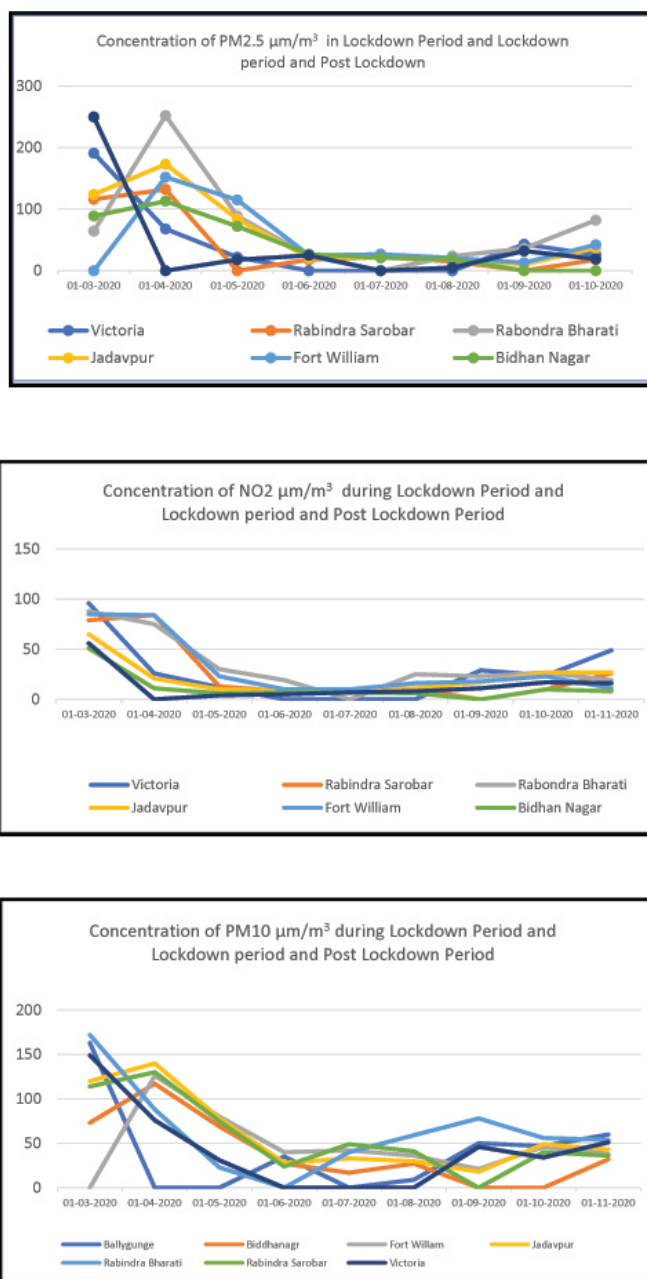 Concentration of PM2.5 µm/m³ in Lockdown Period and Lockdown
period and Post Lockdown
300
200
100
0
01-03-2020 01-04-2020 01-05-2020 01-06-2020 01-07-2020 01-08-2020 01-09-2020 01-10-2020
Victoria Rabindra Sarobar Rabondra Bharati
Jadavpur Fort William Bidhan Nagar
Concentration of NO2 µm/m³ during Lockdown Period and
Lockdown period and Post Lockdown Period
150
100
50
0
01-03-2020 01-04-2020 01-05-2020 01-06-2020 01-07-2020 01-08-2020 01-09-2020 01-10-2020 01-11-2020
Victoria Rabindra Sarobar Rabondra Bharati
Jadavpur Fort William Bidhan Nagar
Concentration of PM10 µm/m³ during Lockdown Period and
Lockdown period and Post Lockdown Period
200
150
100
50
0
01-03-2020 01-04-2020 01-05-2020 01-06-2020 01-07-2020 01-08-2020 01-09-2020 01-10-2020 01-11-2020
Ballygunge Biddhanagr Fort Willam Jadavpur
Rabindra Bharati Rabindra Sarobar Victoria